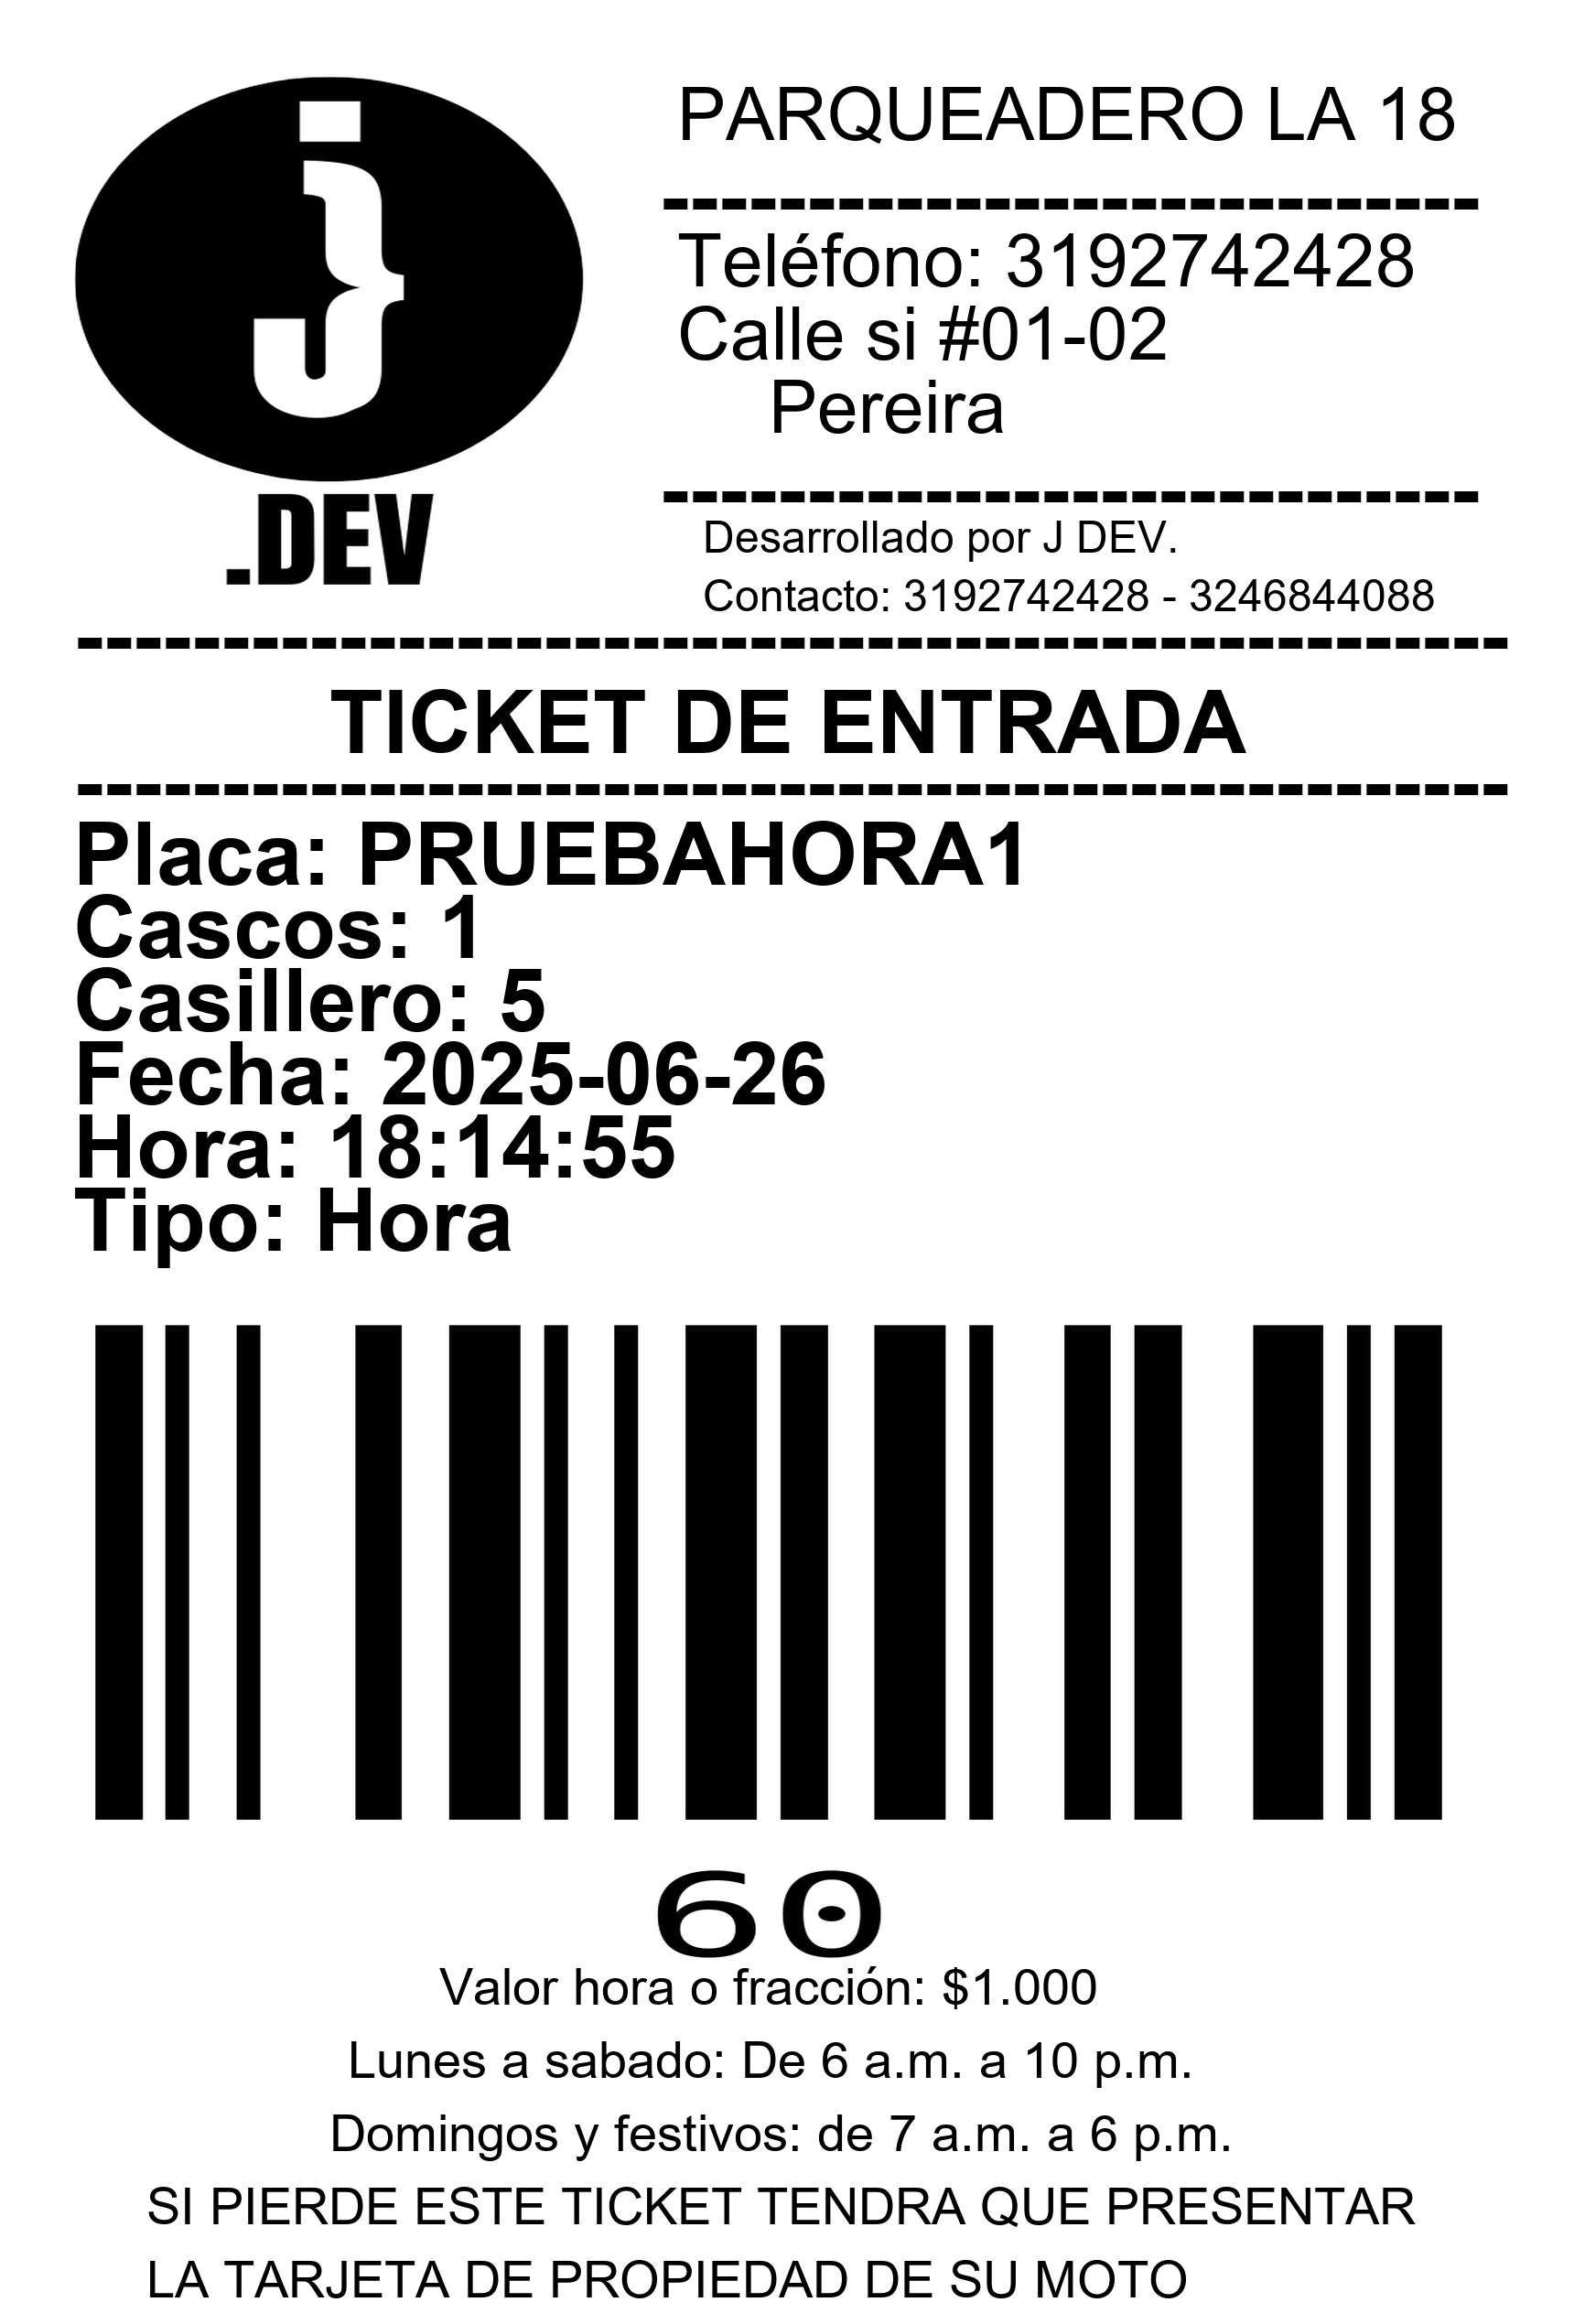 PARQUEADERO LA 18
----------------------------
Teléfono: 3192742428
Calle si #01-02
Pereira
----------------------------
j
.DEV
Desarrollado por J DEV.
Contacto: 3192742428 - 3246844088
-------------------------------------------------
TICKET DE ENTRADA
-------------------------------------------------
Placa: PRUEBAHORA1
Cascos: 1
Casillero: 5
Fecha: 2025-06-26
Hora: 18:14:55
Tipo: Hora
60
Valor hora o fracción: $1.000
Lunes a sabado: De 6 a.m. a 10 p.m.
Domingos y festivos: de 7 a.m. a 6 p.m.
SI PIERDE ESTE TICKET TENDRA QUE PRESENTAR
LA TARJETA DE PROPIEDAD DE SU MOTO